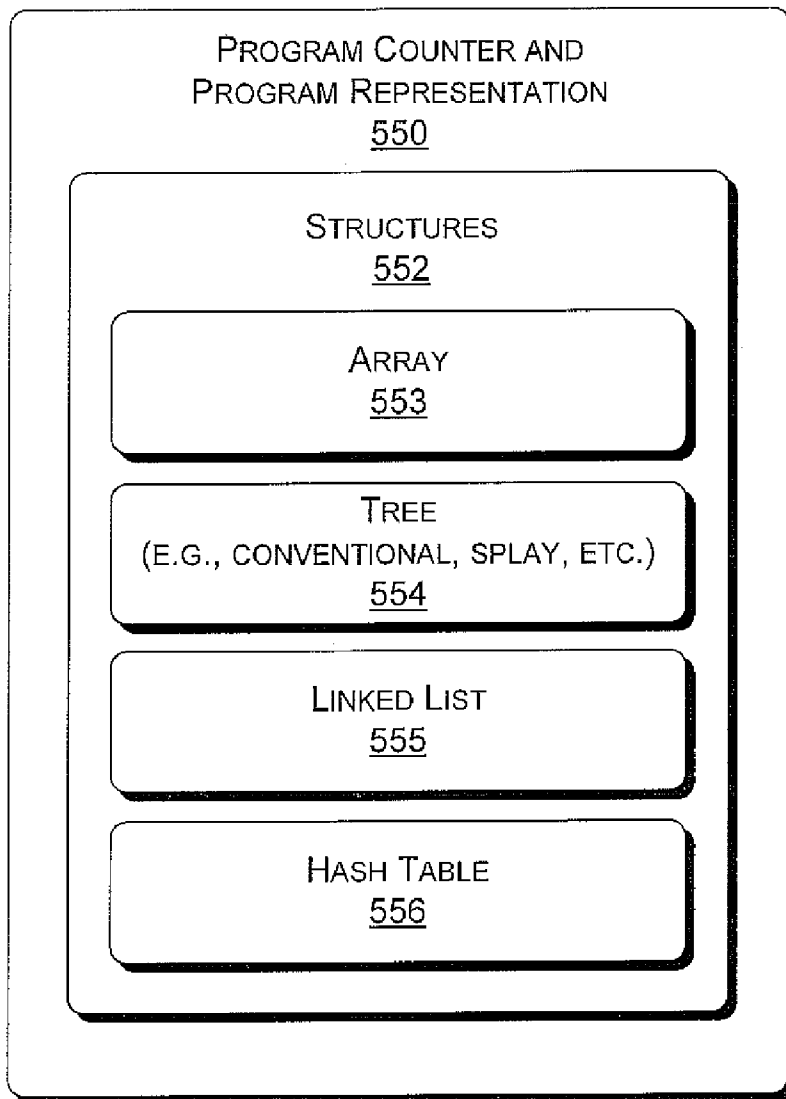 PROGRAM COUNTER AND
PROGRAM REPRESENTATION
550
STRUCTURES
552
ARRAY
553
TREE
(E.G., CONVENTIONAL, SPLAY, ETC.)
554
LINKED LIST
555
HASH TABLE
556